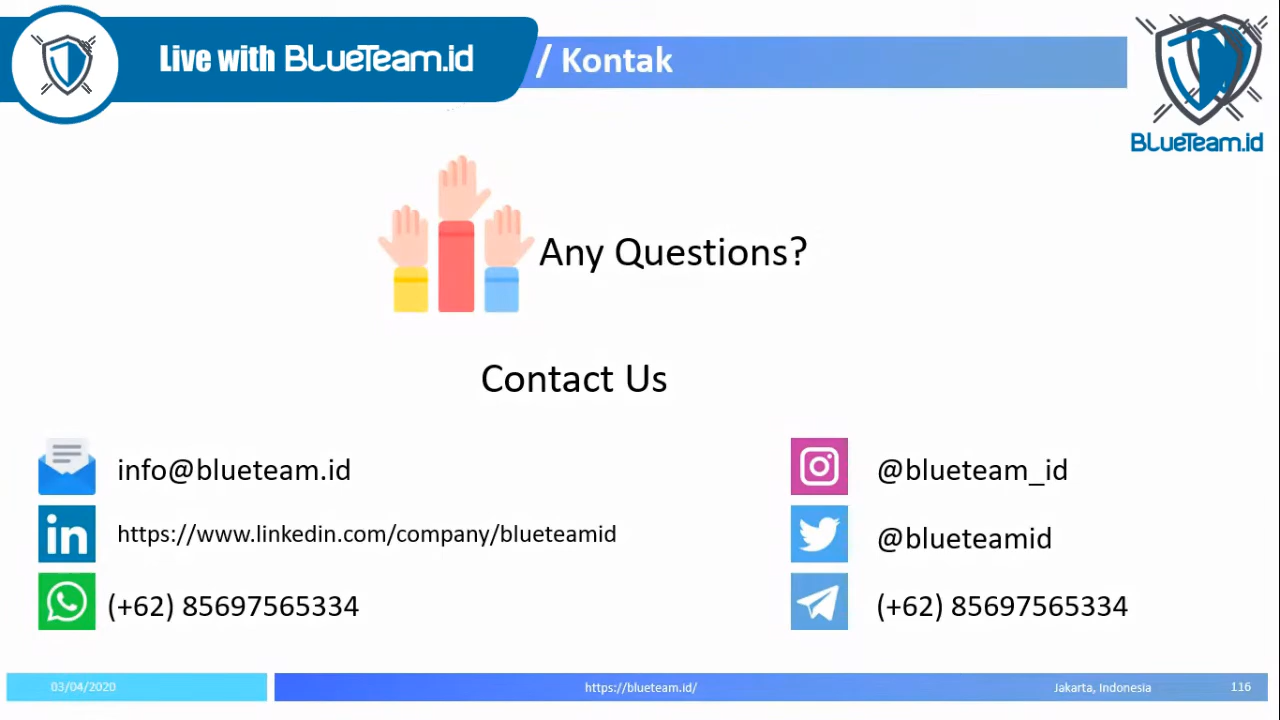 Live with BLueTeam.id
/ Kontak
BLueTeam.id
Any Questions?
Contact Us
info@blueteam.id
@blueteam_id
in
https://www.linkedin.com/company/blueteamid
@blueteamid
(+62) 85697565334
(+62) 85697565334
03/04/2020
https://blueteam.id/
Jakarta, Indonesia
116